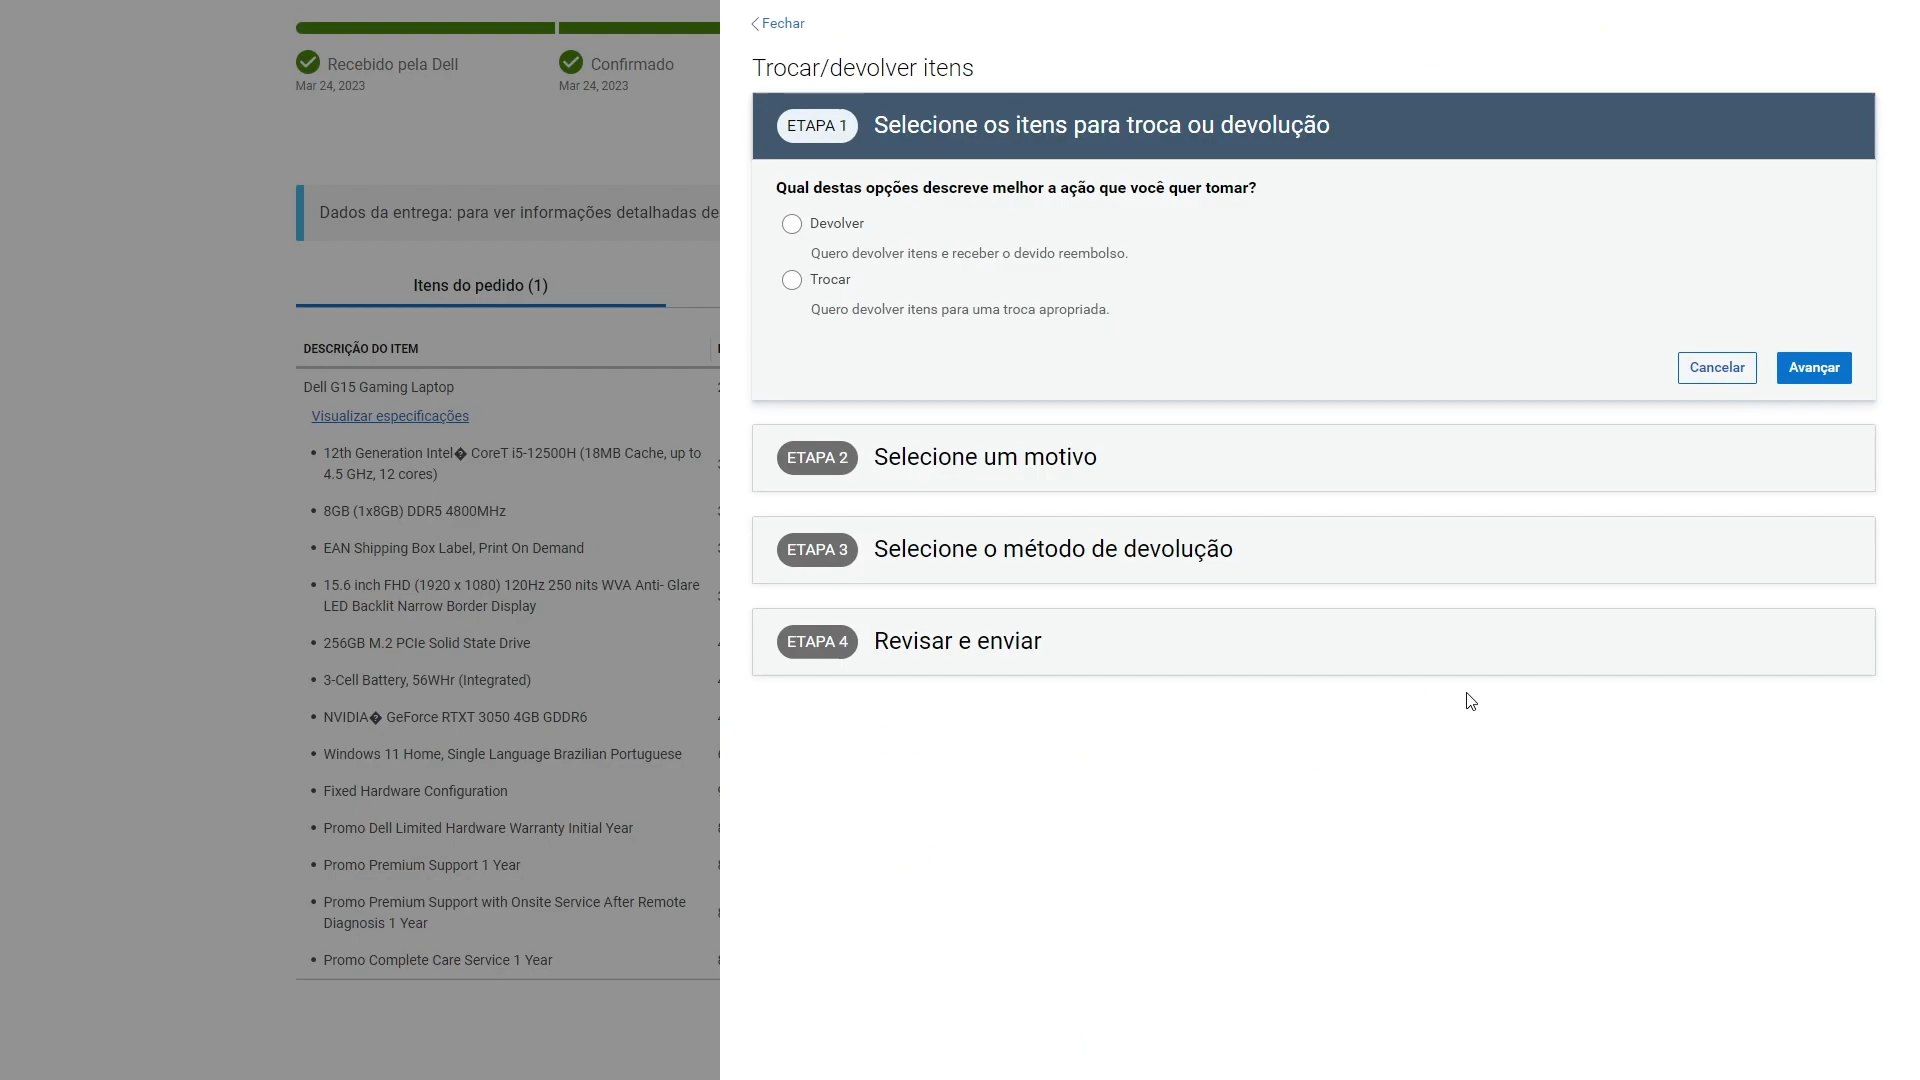 Recebido pela Dell
Mar 24, 2023
Confirmado
Mar 24, 2023
Dados da entrega: para ver informações detalhadas de
Itens do pedido (1)
DESCRIÇÃO DO ITEM
Dell G15 Gaming Laptop
Visualizar especificações
• 12th Generation Intel� CoreT i5-12500H (18MB Cache, up to
4.5 GHz, 12 cores)
• 8GB (1x8GB) DDR5 4800MHz
• EAN Shipping Box Label, Print On Demand
• 15.6 inch FHD (1920 x 1080) 120Hz 250 nits WVA Anti- Glare
LED Backlit Narrow Border Display
• 256GB M.2 PCIe Solid State Drive
• 3-Cell Battery, 56WHr (Integrated)
• NVIDIA� GeForce RTXT 3050 4GB GDDR6
• Windows 11 Home, Single Language Brazilian Portuguese
• Fixed Hardware Configuration
• Promo Dell Limited Hardware Warranty Initial Year
• Promo Premium Support 1 Year
• Promo Premium Support with Onsite Service After Remote
Diagnosis 1 Year
• Promo Complete Care Service 1 Year
Fechar
Trocar/devolver itens
ETAPA 1 Selecione os itens para troca ou devolução
Qual destas opções descreve melhor a ação que você quer tomar?
Devolver
Quero devolver itens e receber o devido reembolso.
Trocar
Quero devolver itens para uma troca apropriada.
Cancelar Avançar
ETAPA 2 Selecione um motivo
ETAPA 3 Selecione o método de devolução
ETAPA 4 Revisar e enviar